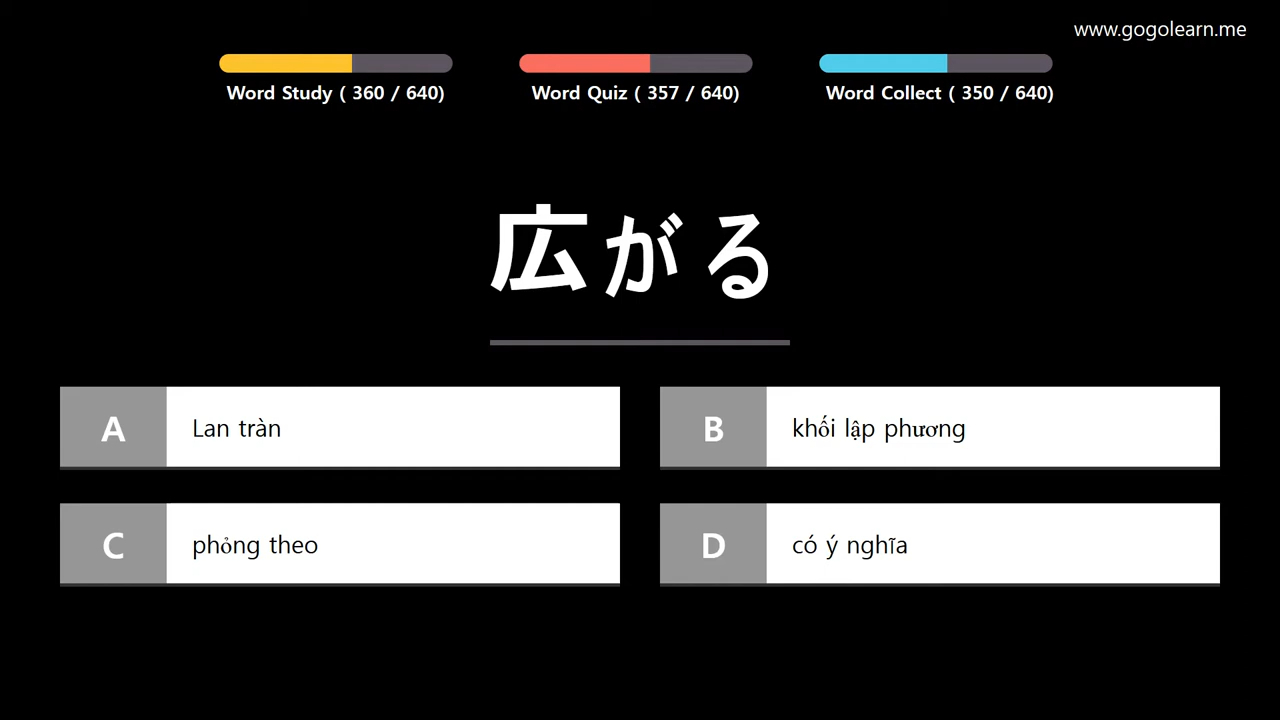 www.gogolearn.me
Word Study ( 360 / 640)
Word Quiz ( 357 / 640)
Word Collect ( 350 / 640)
広がる
A Lan tràn
B khối lập phương
C phỏng theo
D có ý nghĩa